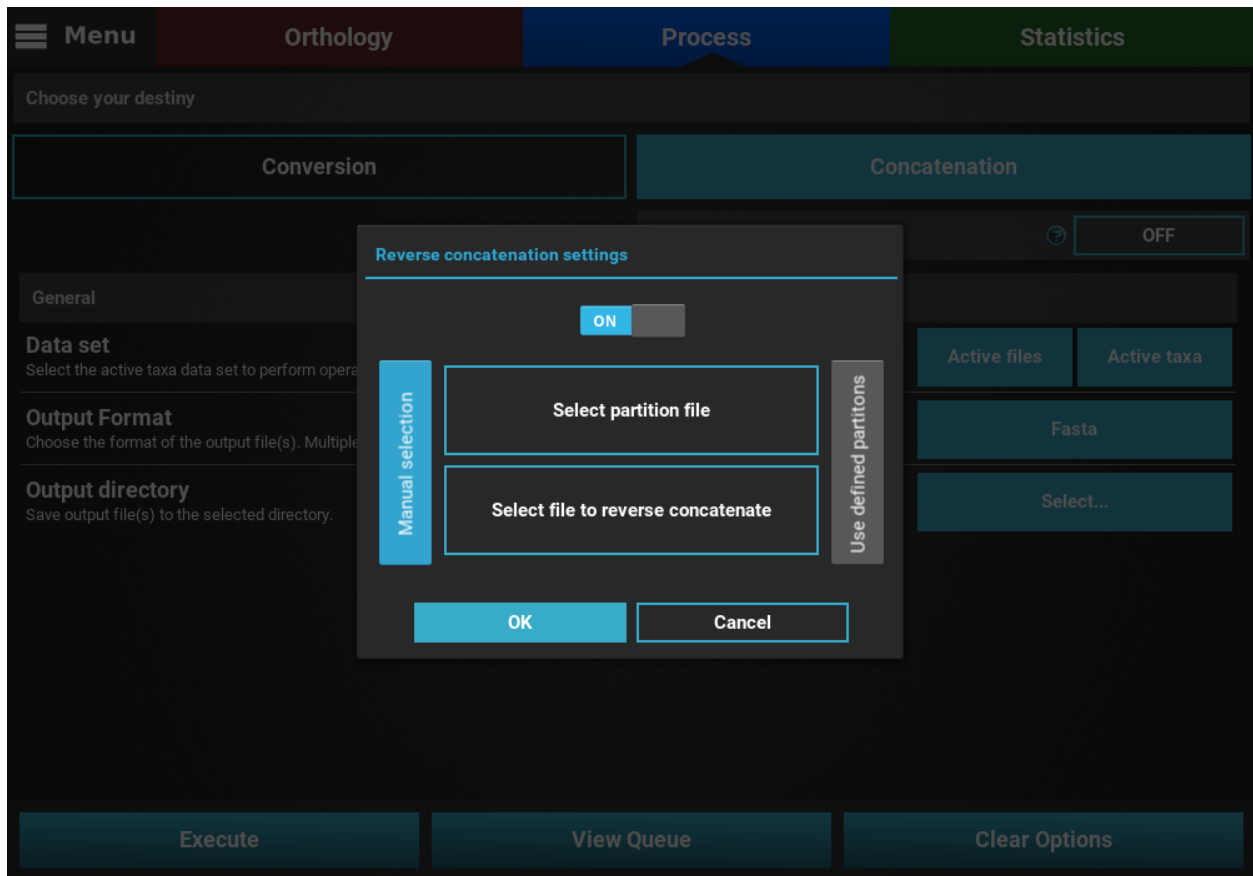 Menu
Orthology
Process
Statistics
Choose your destiny
Conversion
Concatenation
OFF
Reverse concatenation settings
ON
General
Data set
Select the active taxa data set to perform opera
Active files
Active taxa
Output Format
Choose the format of the output file(s). Multiple
Fasta
Output directory
Save output file(s) to the selected directory.
Select...
Manual selection
Select partition file
Select file to reverse concatenate
Use defined partitons
OK
Cancel
Execute
View Queue
Clear Options